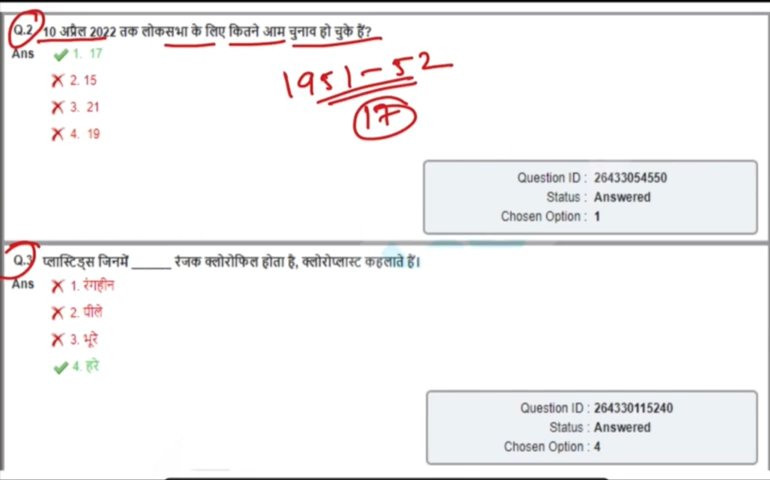 Q.2 10 अप्रैल 2022 तक लोकसभा के लिए कितने आम चुनाव हो चुके हैं?
Ans 1. 17
2. 15
3. 21
4. 19
1951-52
17
Question ID : 26433054550
Status : Answered
Chosen Option : 1
Q.3 प्लास्टिड्स जिनमें ______ रंजक क्लोरोफिल होता है, क्लोरोप्लास्ट कहलाते हैं।
Ans 1. रंगहीन
2. पीले
3. भूरे
4. हरे
Question ID : 264330115240
Status : Answered
Chosen Option : 4